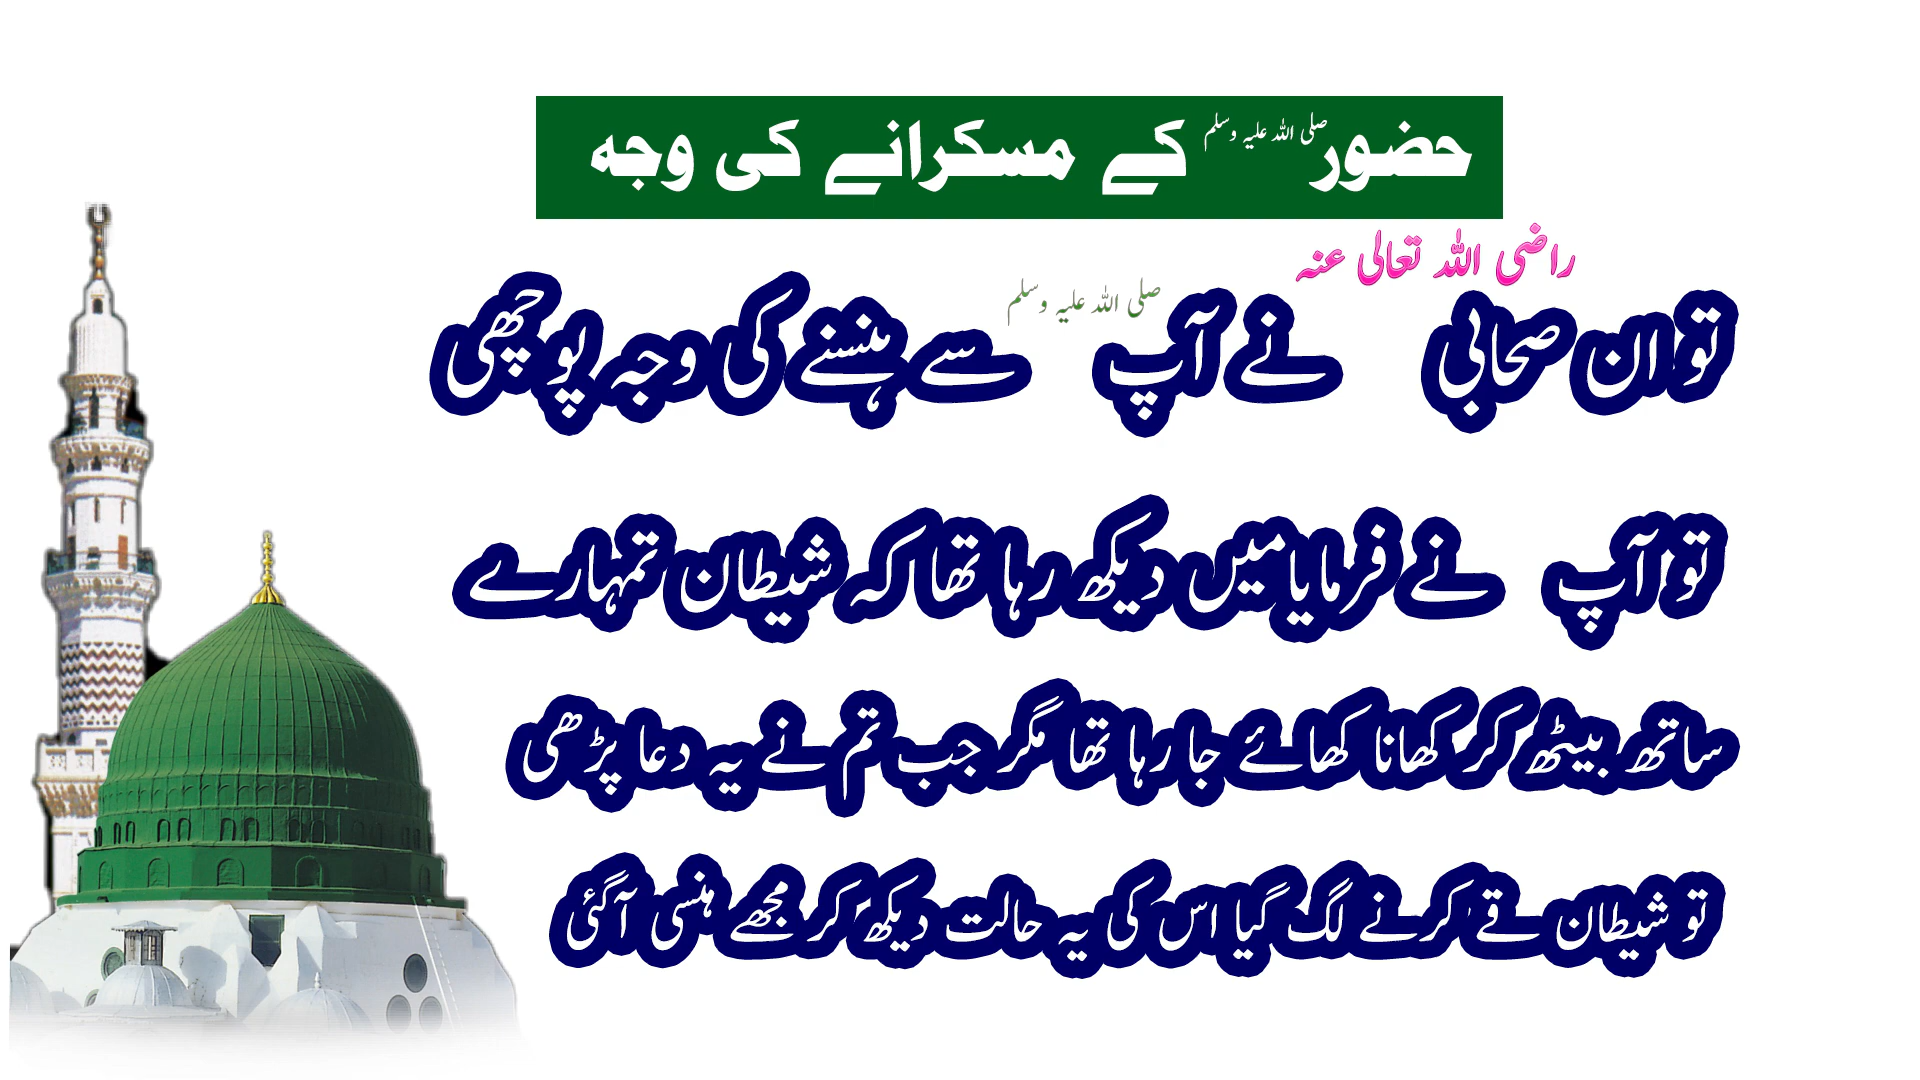 حضور صلی اللہ علیہ وسلم کے مسکرانے کی وجہ
تو ان صحابی راضی اللہ تعالی عنہ نے آپ صلی اللہ علیہ وسلم سے ہنسنے کی وجہ پوچھی
تو آپ نے فرمایا میں دیکھ رہا تھا کہ شیطان تمہارے
ساتھ بیٹھ کر کھانا کھائے جا رہا تھا مگر جب تم نے یہ دعا پڑھی
تو شیطان قے کرنے لگ گیا اس کی یہ حالت دیکھ کر مجھے ہنسی آگئی